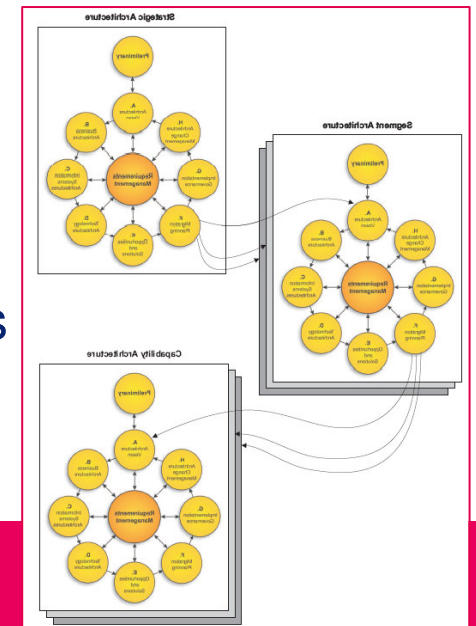 Strategic Architecture
Preliminary
A.
Architecture
Vision
B.
Business
Architecture
H.
Architecture
Change
Management
C.
Information
Systems
Architectures
Requirements
Management
G.
Implementation
Governance
D.
Technology
Architecture
F.
Migration
Planning
E.
Opportunities
and
Solutions
Segment Architecture
Preliminary
A.
Architecture
Vision
B.
Business
Architecture
H.
Architecture
Change
Management
C.
Information
Systems
Architectures
Requirements
Management
G.
Implementation
Governance
D.
Technology
Architecture
F.
Migration
Planning
E.
Opportunities
and
Solutions
s
Capability Architecture
Preliminary
A.
Architecture
Vision
B.
Business
Architecture
H.
Architecture
Change
Management
C.
Information
Systems
Architectures
Requirements
Management
G.
Implementation
Governance
D.
Technology
Architecture
F.
Migration
Planning
E.
Opportunities
and
Solutions